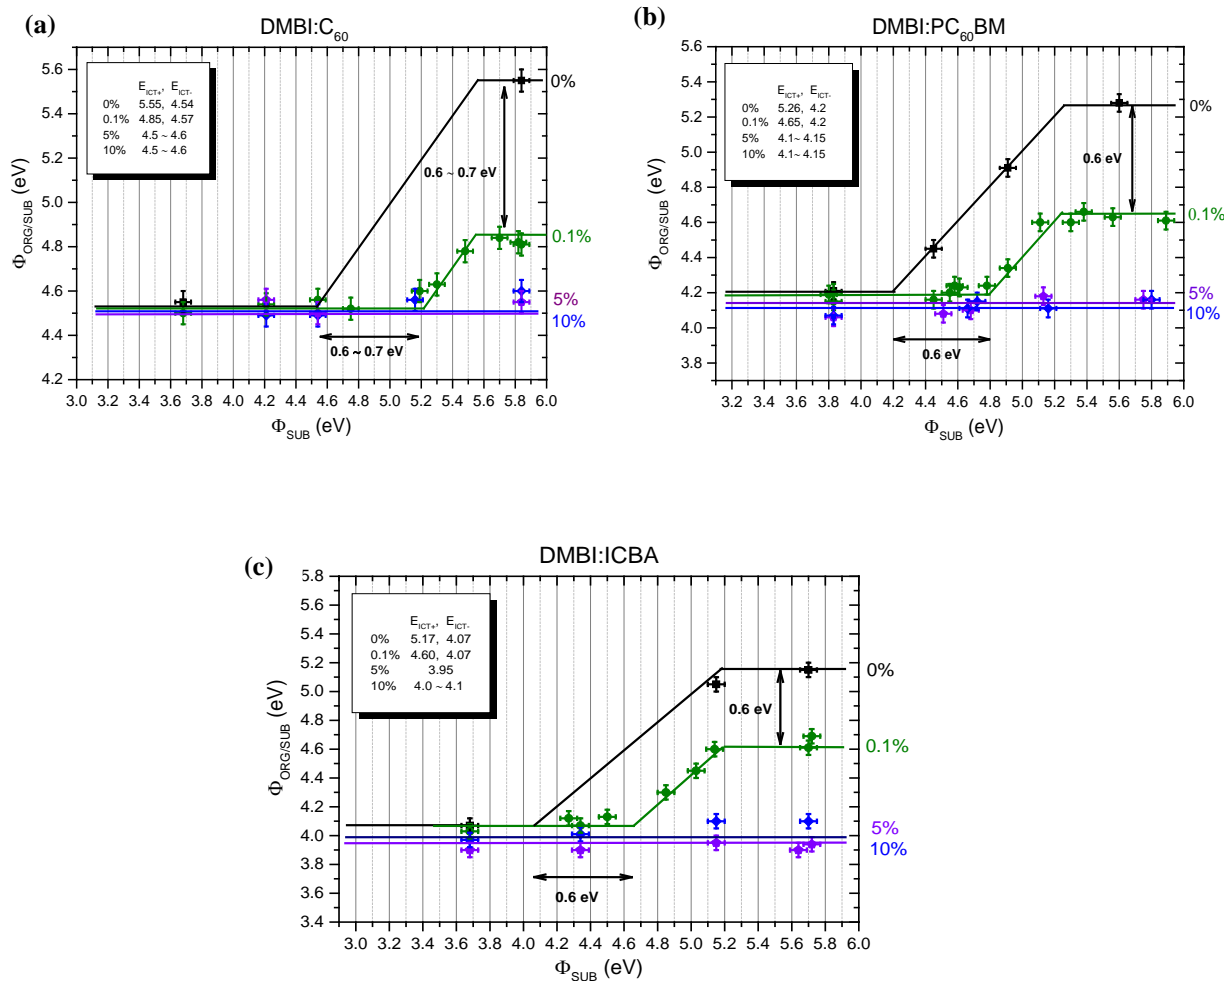 (a)
DMBI:C60
E_ICT+, E_ICT-
0% 5.55, 4.54
0.1% 4.85, 4.57
5% 4.5 ~ 4.6
10% 4.5 ~ 4.6
5.6
5.4
5.2
5.0
4.8
4.6
4.4
4.2
Φ_ORG/SUB (eV)
0%
0.6 ~ 0.7 eV
0.1%
5%
10%
0.6 ~ 0.7 eV
3.0 3.2 3.4 3.6 3.8 4.0 4.2 4.4 4.6 4.8 5.0 5.2 5.4 5.6 5.8 6.0
Φ_SUB (eV)
(b)
DMBI:PC60BM
E_ICT+, E_ICT-
0% 5.26, 4.2
0.1% 4.65, 4.2
5% 4.1~ 4.15
10% 4.1~ 4.15
5.6
5.4
5.2
5.0
4.8
4.6
4.4
4.2
4.0
3.8
Φ_ORG/SUB (eV)
0%
0.6 eV
0.1%
5%
10%
0.6 eV
3.2 3.4 3.6 3.8 4.0 4.2 4.4 4.6 4.8 5.0 5.2 5.4 5.6 5.8 6.0
Φ_SUB (eV)
(c)
DMBI:ICBA
E_ICT+, E_ICT-
0% 5.17, 4.07
0.1% 4.60, 4.07
5% 3.95
10% 4.0 ~ 4.1
5.8
5.6
5.4
5.2
5.0
4.8
4.6
4.4
4.2
4.0
3.8
3.6
3.4
Φ_ORG/SUB (eV)
0%
0.6 eV
0.1%
5%
10%
0.6 eV
3.0 3.2 3.4 3.6 3.8 4.0 4.2 4.4 4.6 4.8 5.0 5.2 5.4 5.6 5.8 6.0
Φ_SUB (eV)